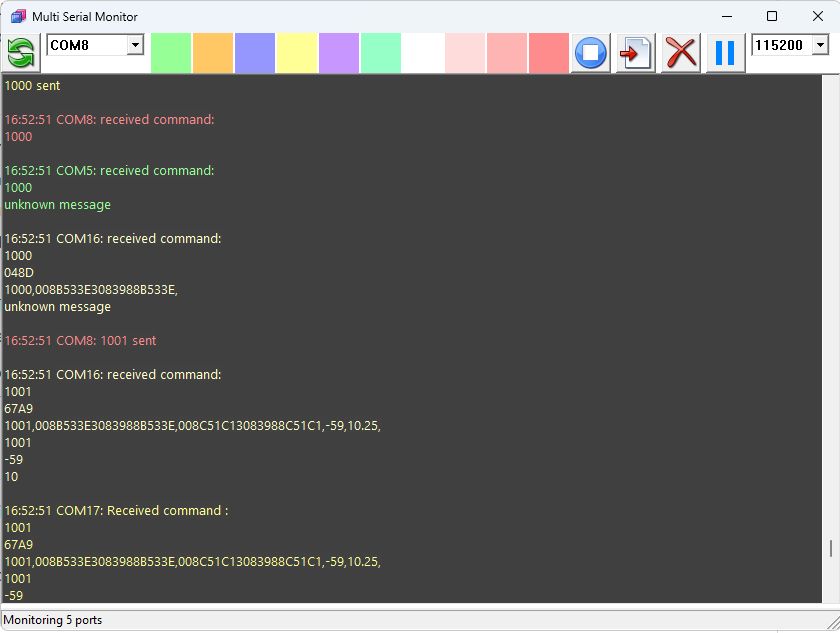 Multi Serial Monitor
COM8
115200
1000 sent
16:52:51 COM8: received command:
1000
16:52:51 COM5: received command:
1000
unknown message
16:52:51 COM16: received command:
1000
048D
1000,008B533E3083988B533E,
unknown message
16:52:51 COM8: 1001 sent
16:52:51 COM16: received command:
1001
67A9
1001,008B533E3083988B533E,008C51C13083988C51C1,-59,10.25,
1001
-59
10
16:52:51 COM17: Received command :
1001
67A9
1001,008B533E3083988B533E,008C51C13083988C51C1,-59,10.25,
1001
-59
Monitoring 5 ports